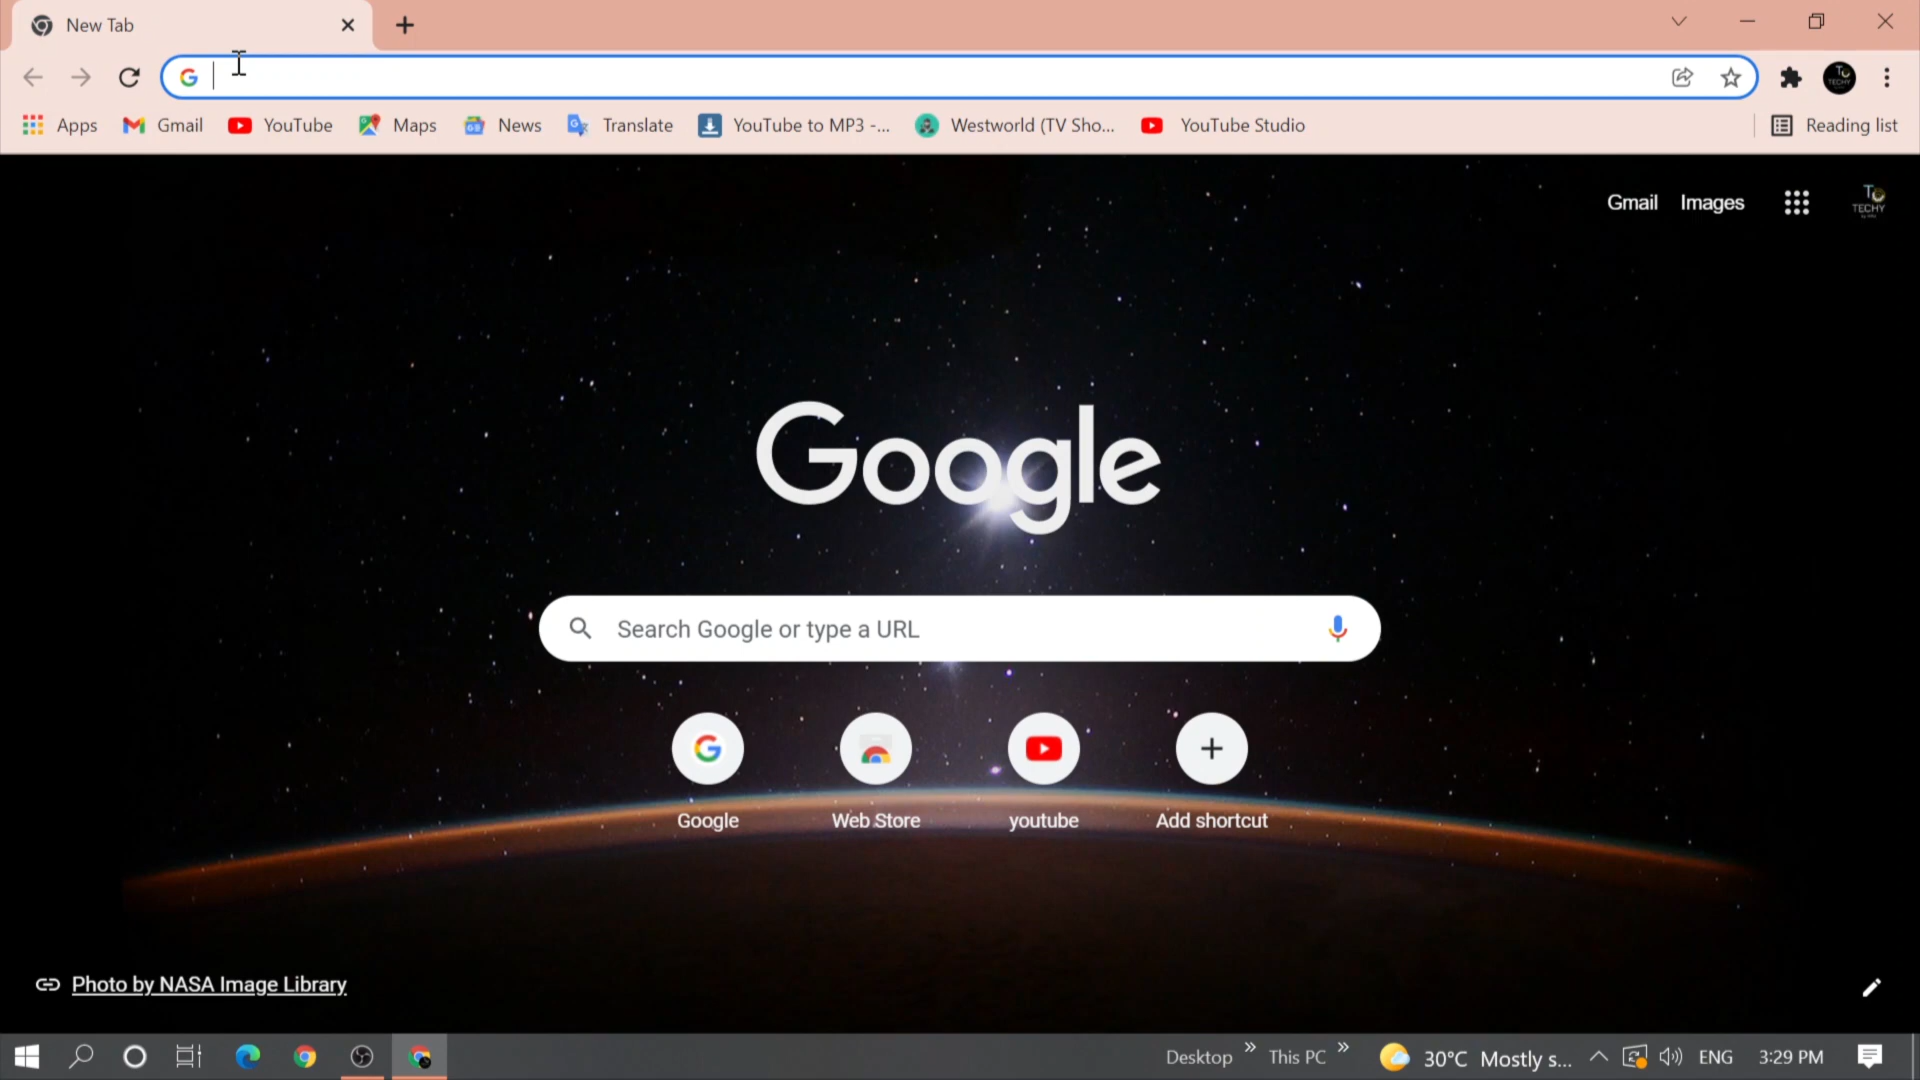 New Tab
Apps Gmail YouTube Maps News Translate YouTube to MP3 -... Westworld (TV Sho... YouTube Studio Reading list
Gmail Images
TECHY
Google
Search Google or type a URL
Google Web Store youtube Add shortcut
Photo by NASA Image Library
Desktop » This PC » 30°C Mostly s... ENG 3:29 PM